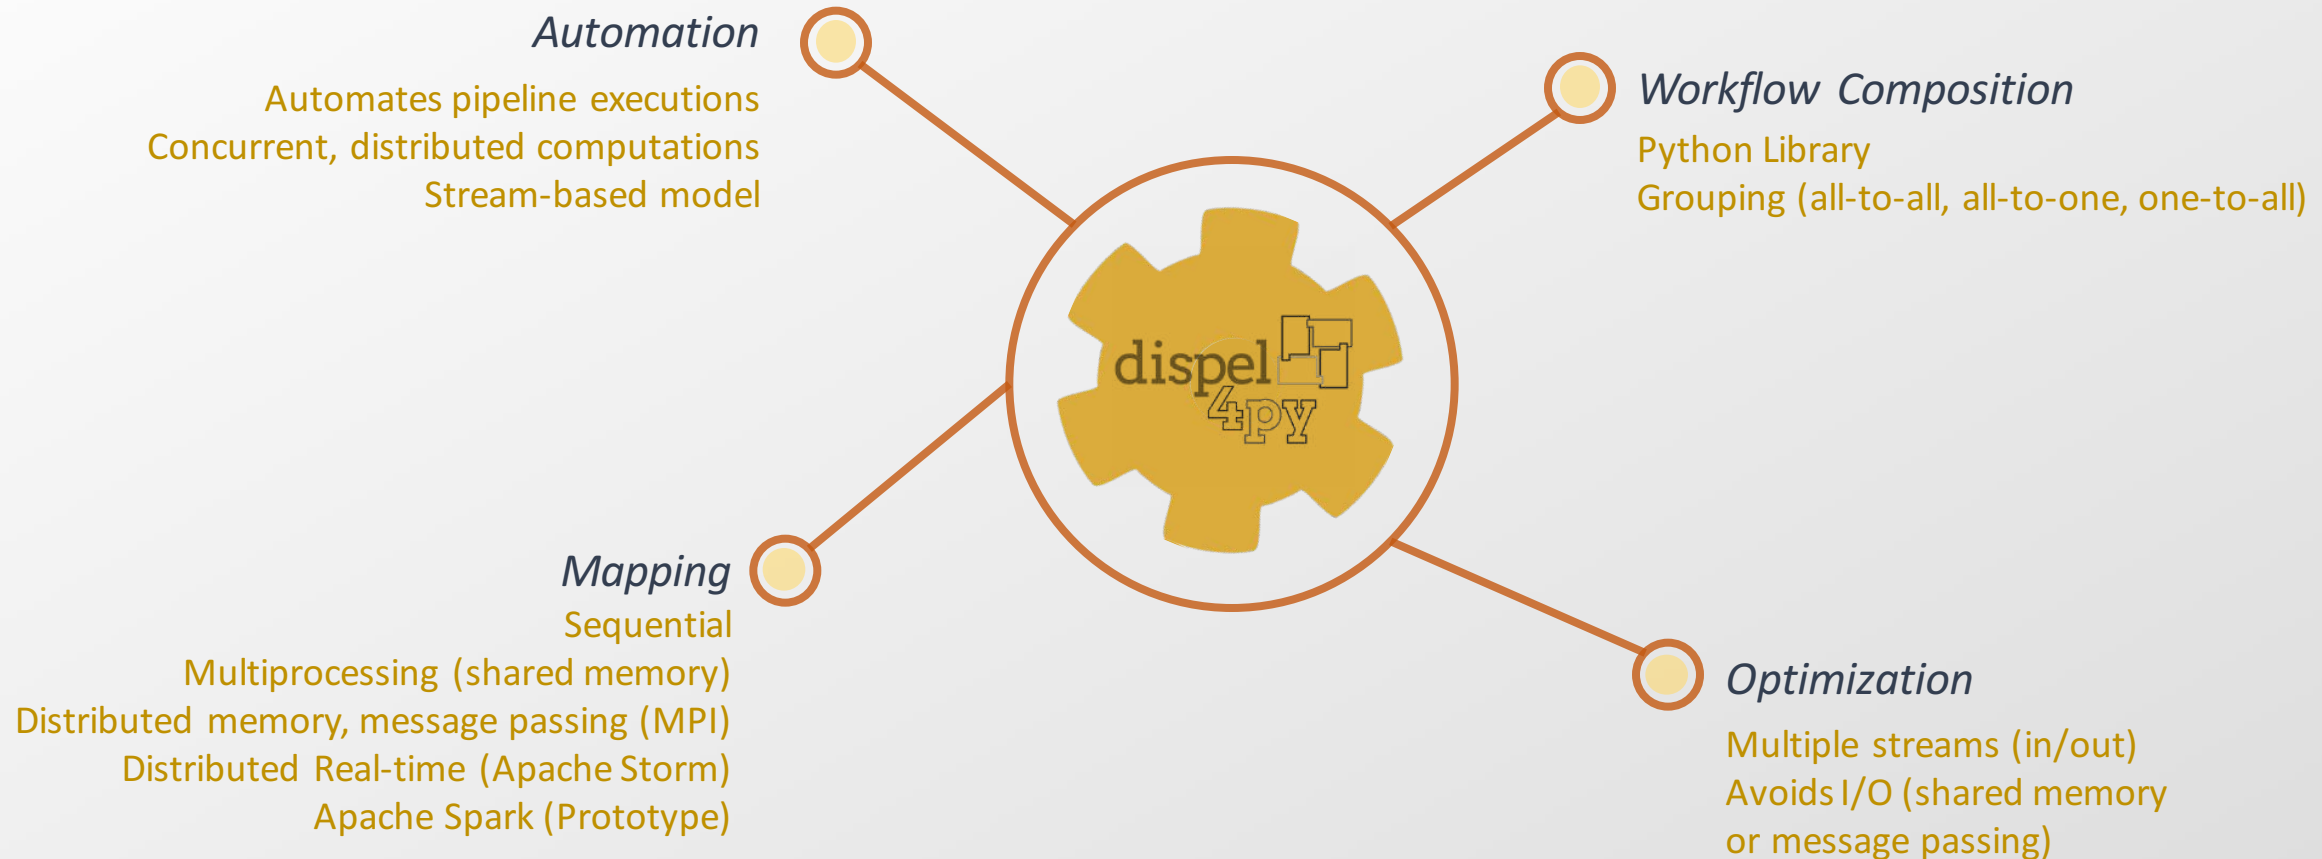 Automation
Automates pipeline executions
Concurrent, distributed computations
Stream-based model
Workflow Composition
Python Library
Grouping (all-to-all, all-to-one, one-to-all)
dispel
4py
Mapping
Sequential
Multiprocessing (shared memory)
Distributed memory, message passing (MPI)
Distributed Real-time (Apache Storm)
Apache Spark (Prototype)
Optimization
Multiple streams (in/out)
Avoids I/O (shared memory
or message passing)